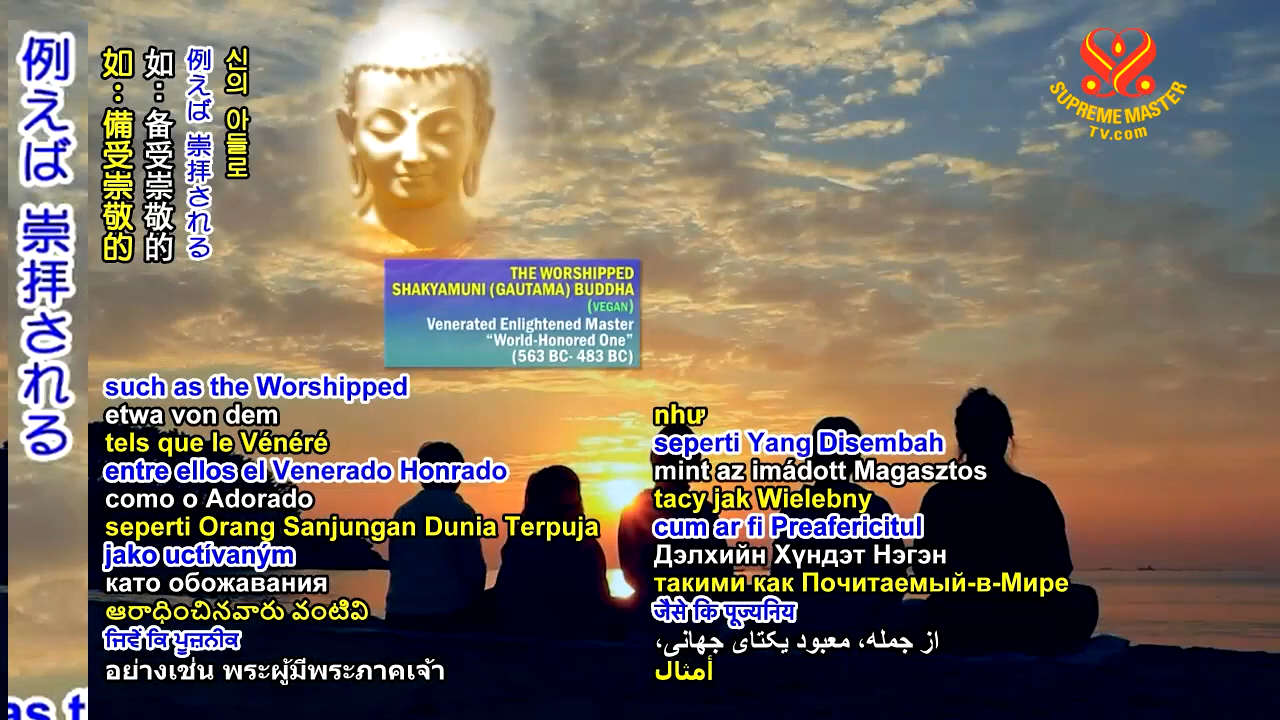 例えば 崇拝される
as t
如：備受崇敬的
如：备受崇敬的
例えば 崇拝される
신의 아들로
SUPREME MASTER
TV.com
THE WORSHIPPED
SHAKYAMUNI (GAUTAMA) BUDDHA
(VEGAN)
Venerated Enlightened Master
“World-Honored One”
(563 BC- 483 BC)
such as the Worshipped
etwa von dem
tels que le Vénéré
entre ellos el Venerado Honrado
como o Adorado
seperti Orang Sanjungan Dunia Terpuja
jako uctívaným
като обожавания
ఆరాధించినవారు వంటివి
ਜਿਵੇਂ ਕਿ ਪੂਜਨੀਕ
อย่างเช่น พระผู้มีพระภาคเจ้า
như
seperti Yang Disembah
mint az imádott Magasztos
tacy jak Wielebny
cum ar fi Preafericitul
Дэлхийн Хүндэт Нэгэн
такими как Почитаемый-в-Мире
जैसे कि पूज्यनिय
از جمله، معبود یکتای جهانی،
أمثال